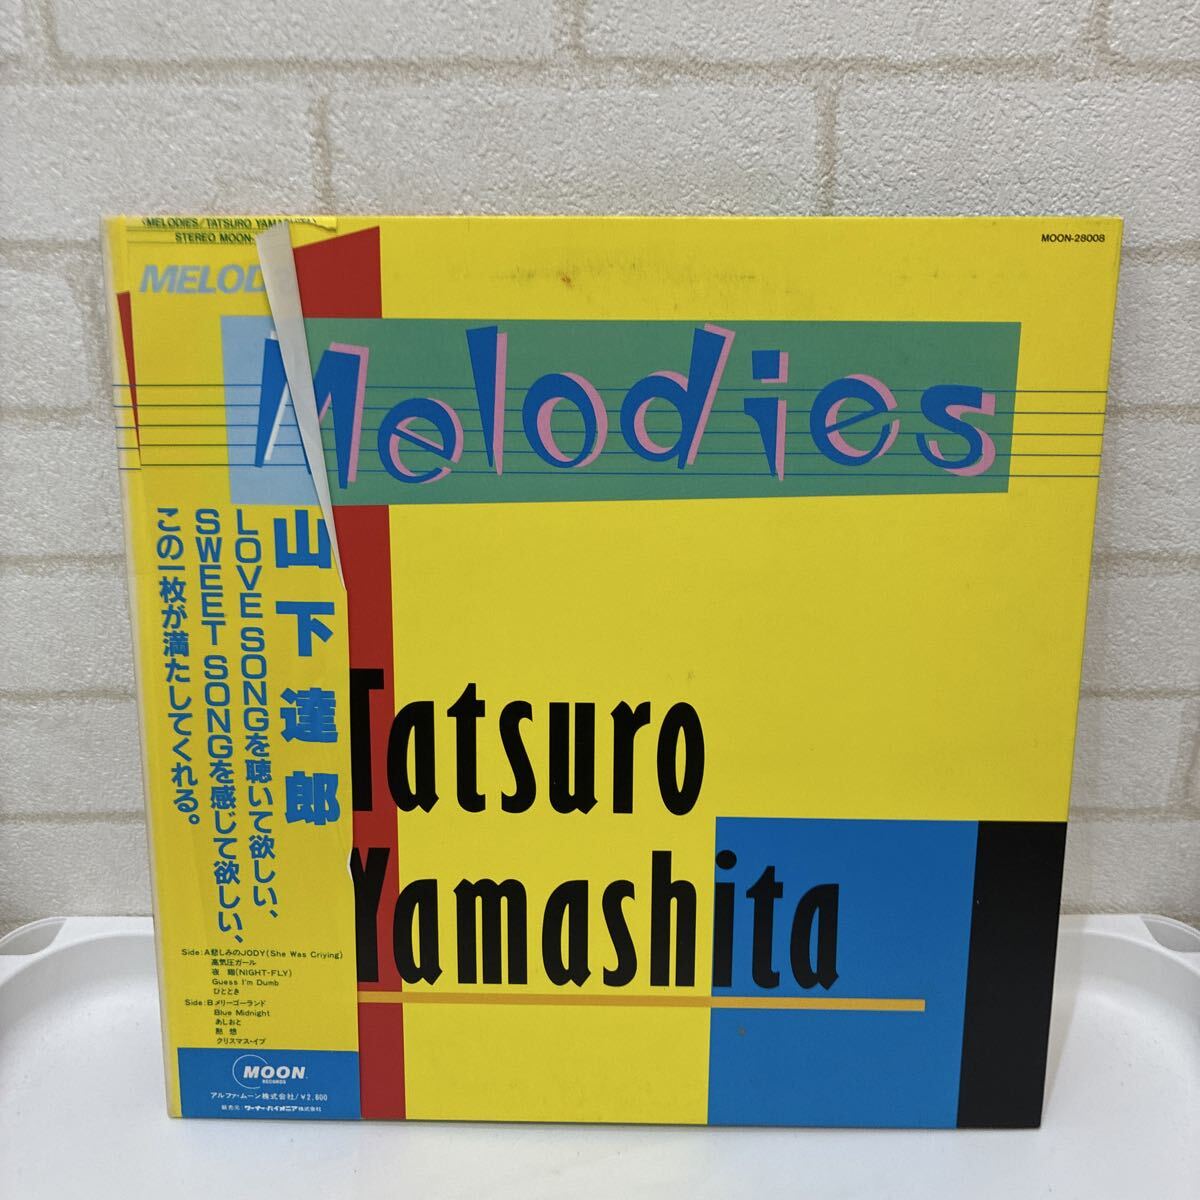 (MELODIES/TATSURO YAMASHITA)
STEREO MOON-
MELOD
MOON-28008
Melodies
山下達郎
LOVE SONGを聴いて欲しい、
SWEET SONGを感じて欲しい、
この一枚が満たしてくれる。
Tatsuro
Yamashita
Side:A悲しみのJODY(She Was Criying)
高気圧ガール
夜翔(NIGHT-FLY)
Guess I'm Dumb
ひととき
Side:Bメリーゴーランド
Blue Midnight
あしおと
黙想
クリスマス・イブ
MOON
RECORDS
アルファ・ムーン株式会社/¥2,800
販売元:ワーナーパイオニア株式会社